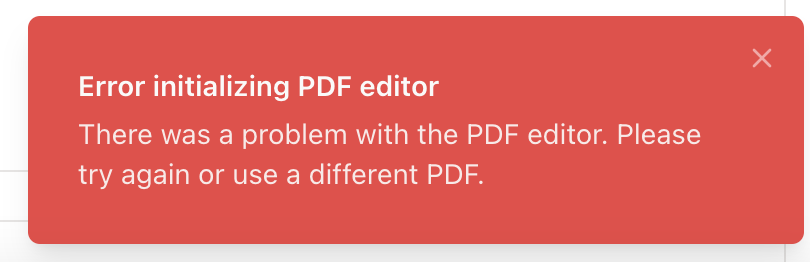 Error initializing PDF editor
There was a problem with the PDF editor. Please
try again or use a different PDF.